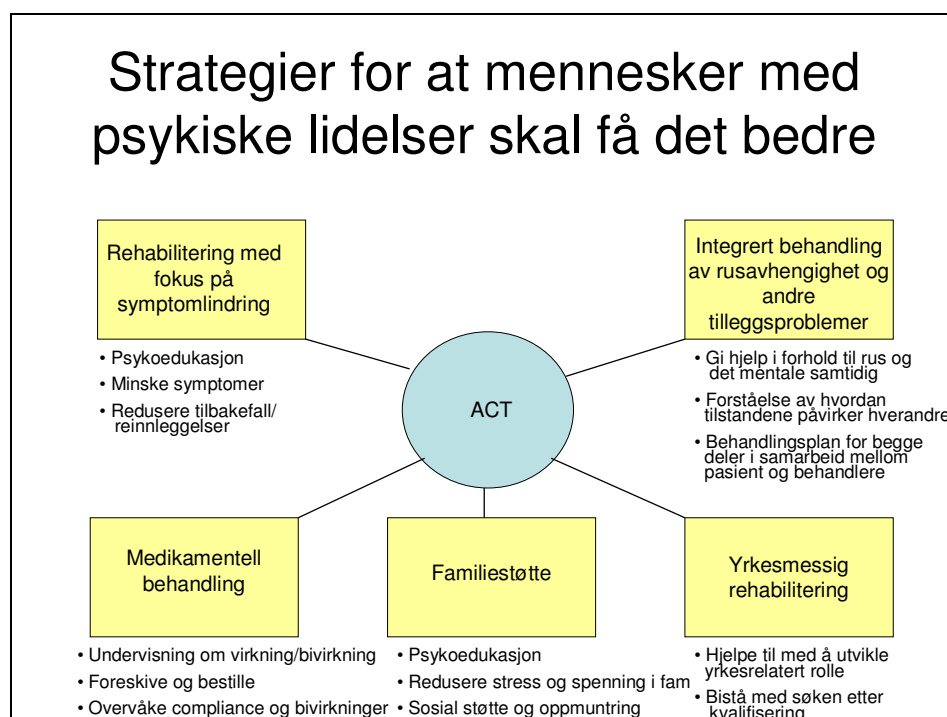 Strategier for at mennesker med
psykiske lidelser skal få det bedre
Rehabilitering med
fokus på
symptomlindring
• Psykoedukasjon
• Minske symptomer
• Redusere tilbakefall/
reinnleggelser
Integrert behandling
av rusavhengighet og
andre
tilleggsproblemer
• Gi hjelp i forhold til rus og
det mentale samtidig
• Forståelse av hvordan
tilstandene påvirker hverandre
• Behandlingsplan for begge
deler i samarbeid mellom
pasient og behandlere
ACT
Medikamentell
behandling
• Undervisning om virkning/bivirkning
• Foreskive og bestille
• Overvåke compliance og bivirkninger
Familiestøtte
• Psykoedukasjon
• Redusere stress og spenning i fam
• Sosial støtte og oppmuntring
Yrkesmessig
rehabilitering
• Hjelpe til med å utvikle
yrkesrelatert rolle
• Bistå med søken etter
kvalifisering